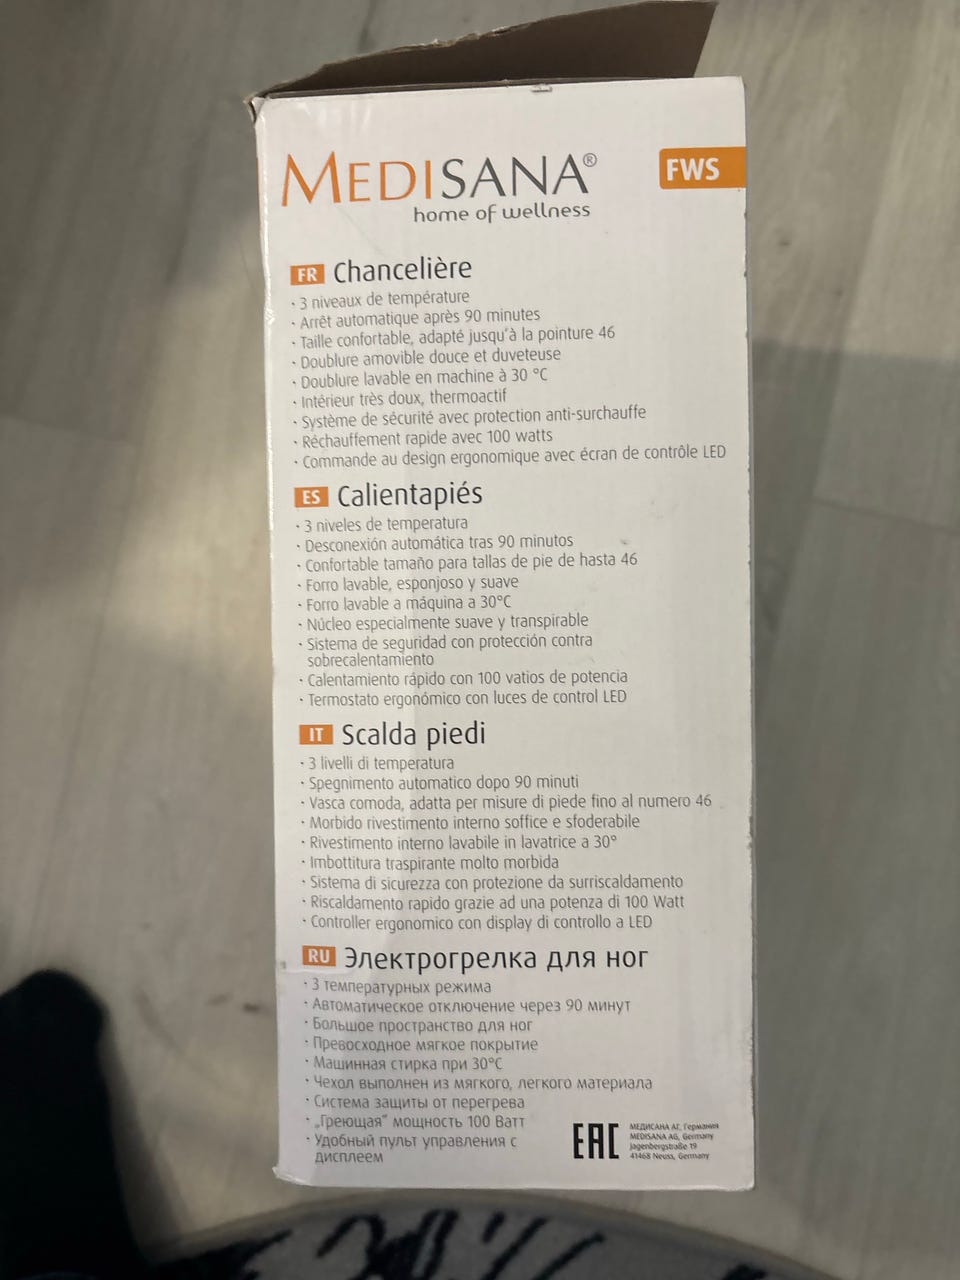 MEDISANA®
home of wellness
FWS
FR Chancelière
· 3 niveaux de température
· Arrêt automatique après 90 minutes
· Taille confortable, adapté jusqu'à la pointure 46
· Doublure amovible douce et duveteuse
· Doublure lavable en machine à 30 °C
· Intérieur très doux, thermoactif
· Système de sécurité avec protection anti-surchauffe
· Réchauffement rapide avec 100 watts
· Commande au design ergonomique avec écran de contrôle LED
ES Calientapiés
· 3 niveles de temperatura
· Desconexión automática tras 90 minutos
· Confortable tamaño para tallas de pie de hasta 46
· Forro lavable, esponjoso y suave
· Forro lavable a máquina a 30°C
· Núcleo especialmente suave y transpirable
· Sistema de seguridad con protección contra
sobrecalentamiento
· Calentamiento rápido con 100 vatios de potencia
· Termostato ergonómico con luces de control LED
IT Scalda piedi
· 3 livelli di temperatura
· Spegnimento automatico dopo 90 minuti
· Vasca comoda, adatta per misure di piede fino al numero 46
· Morbido rivestimento interno soffice e sfoderabile
· Rivestimento interno lavabile in lavatrice a 30°
· Imbottitura traspirante molto morbida
· Sistema di sicurezza con protezione da surriscaldamento
· Riscaldamento rapido grazie ad una potenza di 100 Watt
· Controller ergonomico con display di controllo a LED
RU Электрогрелка для ног
· 3 температурных режима
· Автоматическое отключение через 90 минут
· Большое пространство для ног
· Превосходное мягкое покрытие
· Машинная стирка при 30°C
· Чехол выполнен из мягкого, легкого материала
· Система защиты от перегрева
· „Греющая“ мощность 100 Ватт
· Удобный пульт управления с
дисплеем
EAC
МЕДИСАНА АГ, Германия
MEDISANA AG, Germany
Jagenbergstraße 19
41468 Neuss, Germany